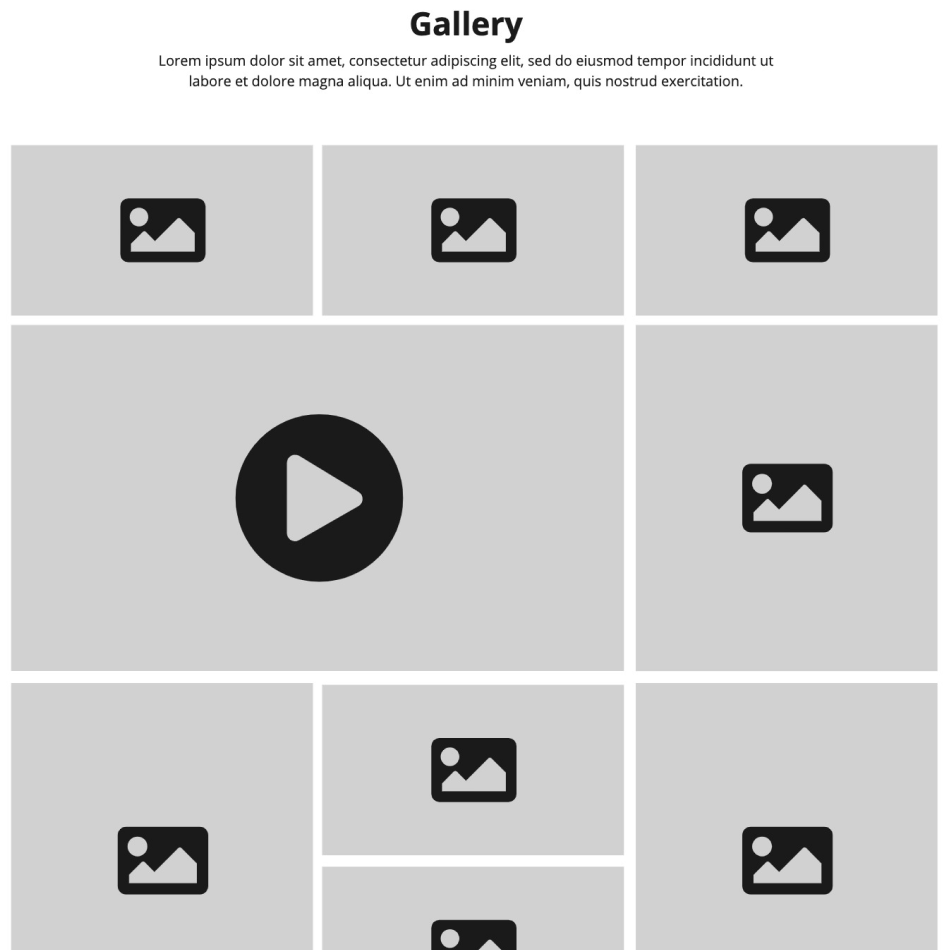 Gallery
Lorem ipsum dolor sit amet, consectetur adipiscing elit, sed do eiusmod tempor incididunt ut
labore et dolore magna aliqua. Ut enim ad minim veniam, quis nostrud exercitation.